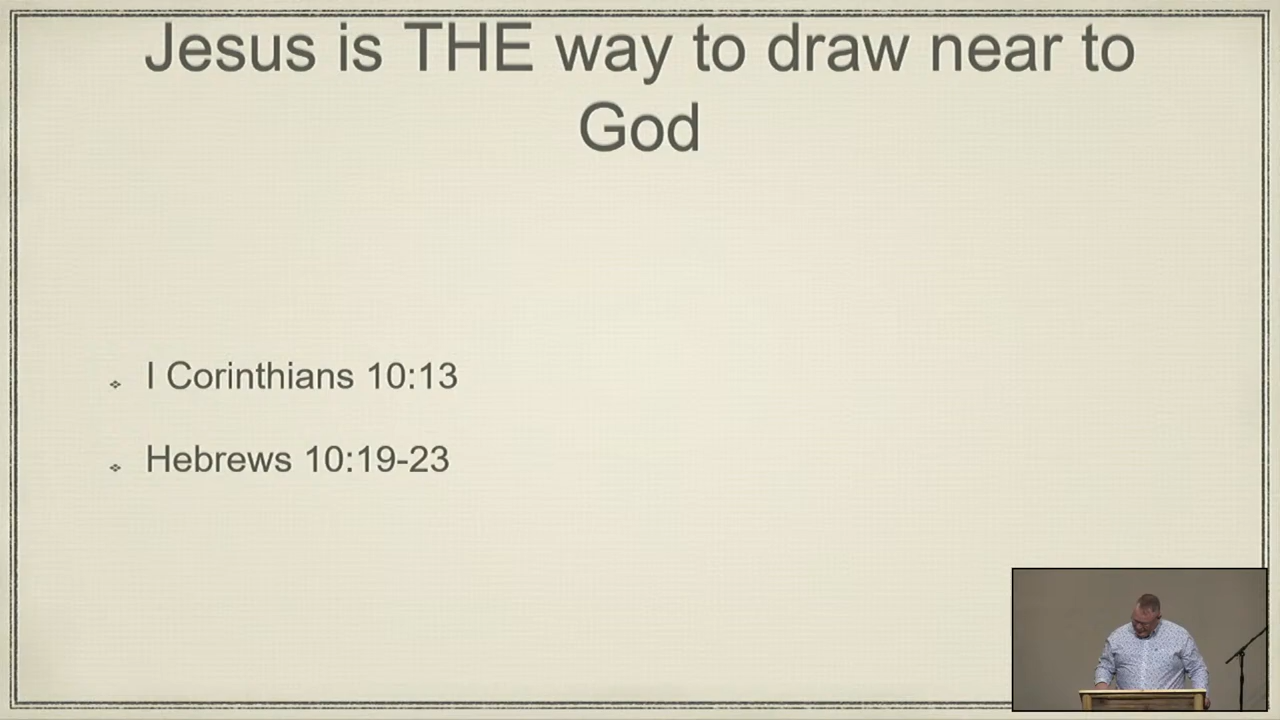 Jesus is THE way to draw near to
God
I Corinthians 10:13
Hebrews 10:19-23